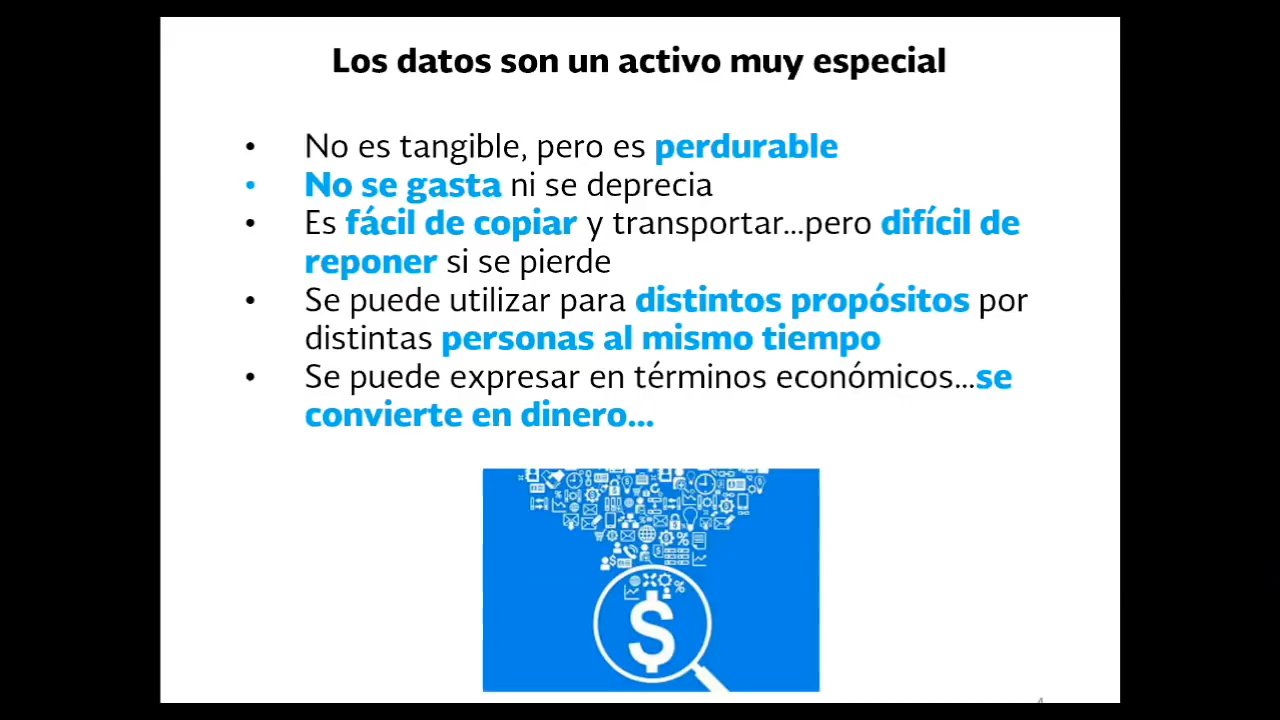 Los datos son un activo muy especial
• No es tangible, pero es perdurable
• No se gasta ni se deprecia
• Es fácil de copiar y transportar...pero difícil de
reponer si se pierde
• Se puede utilizar para distintos propósitos por
distintas personas al mismo tiempo
• Se puede expresar en términos económicos...se
convierte en dinero...
$